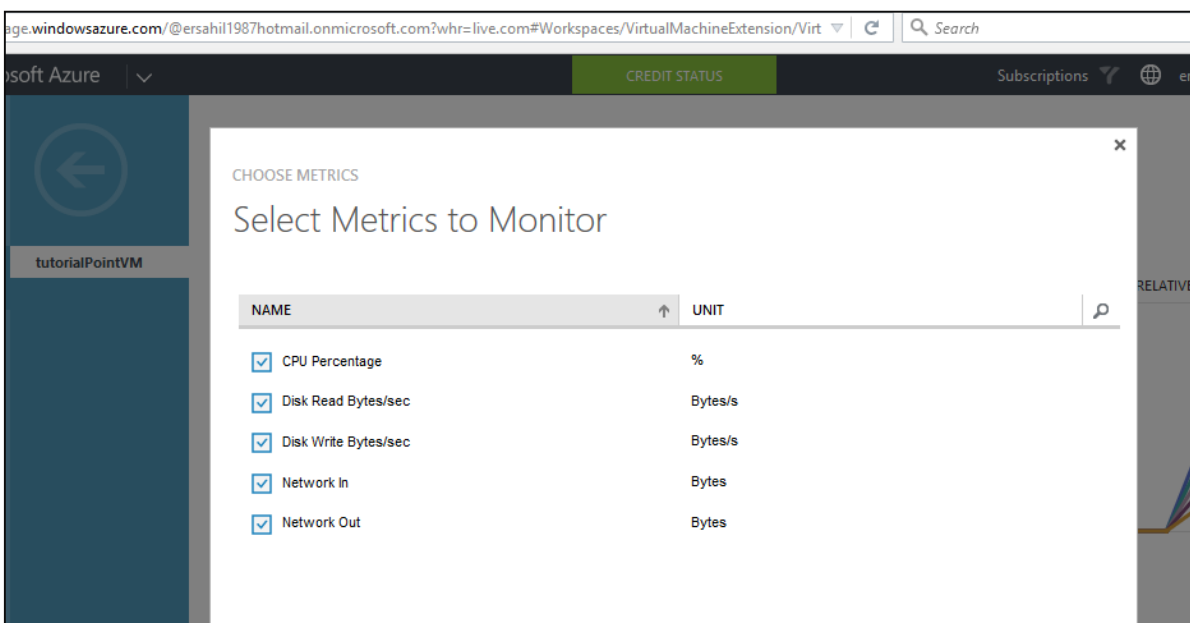 age.windowsazure.com/@ersahil1987hotmail.onmicrosoft.com?whr=live.com#Workspaces/VirtualMachineExtension/Virt Search
osoft Azure CREDIT STATUS Subscriptions er
CHOOSE METRICS
Select Metrics to Monitor
tutorialPointVM
RELATIVE
NAME UNIT
CPU Percentage %
Disk Read Bytes/sec Bytes/s
Disk Write Bytes/sec Bytes/s
Network In Bytes
Network Out Bytes